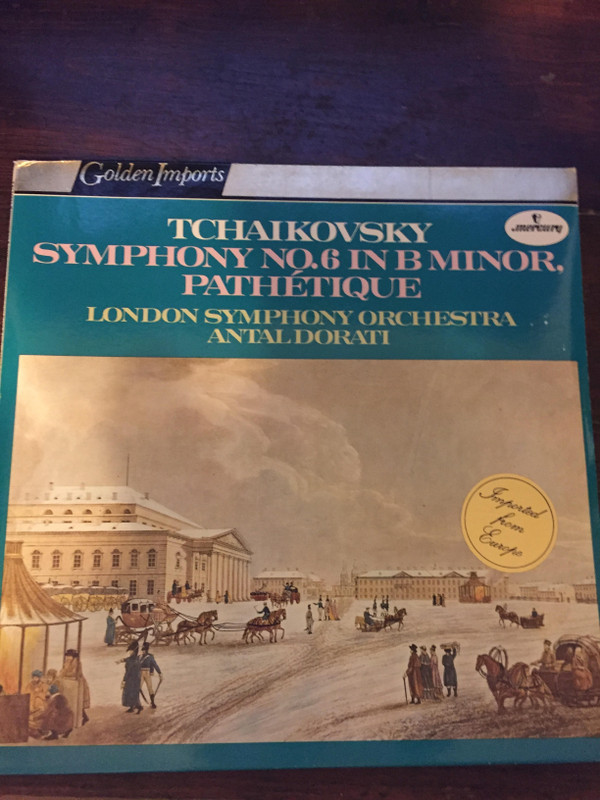 Golden Imports
mercury
TCHAIKOVSKY
SYMPHONY NO.6 IN B MINOR,
PATHÉTIQUE
LONDON SYMPHONY ORCHESTRA
ANTAL DORATI
Imported
from
Europe